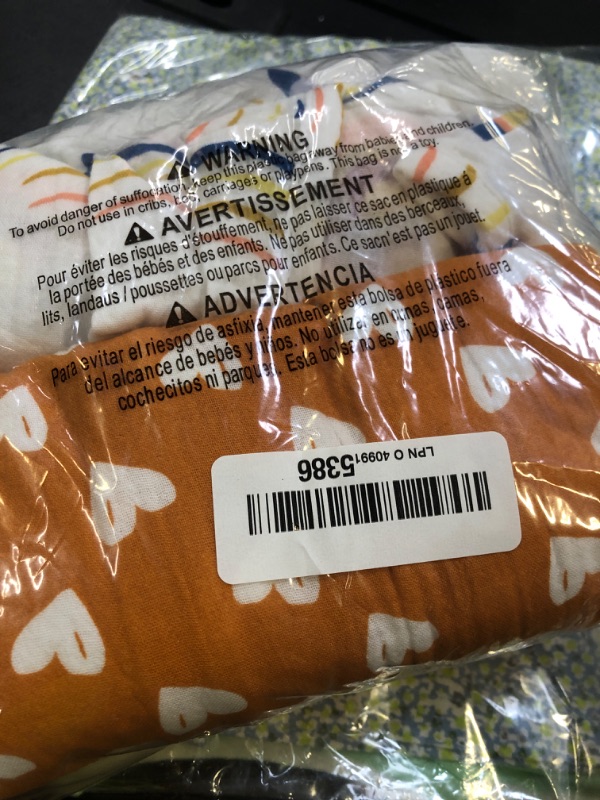 WARNING
To avoid danger of suffocation, keep this plastic bag away from babies and children.
Do not use in cribs, carriages or playpens. This bag is not a toy.
AVERTISSEMENT
Pour éviter les risques d'étouffement, ne pas laisser ce sac en plastique á
la portée des bébés et des enfants. Ne pas utiliser dans des berceaux,
lits, landaus / poussettes ou parcs pour enfants. Ce sacn' est pas un jouet.
ADVERTENCIA
Para evitar el riesgo de asfixia, mantener esta bolsa de plástico fuera
del alcance de bebés y niños. No utilizar en cunas, camas,
cochecitos ni parques. Esta bolsa no es un juguete.
LPN O 409915386